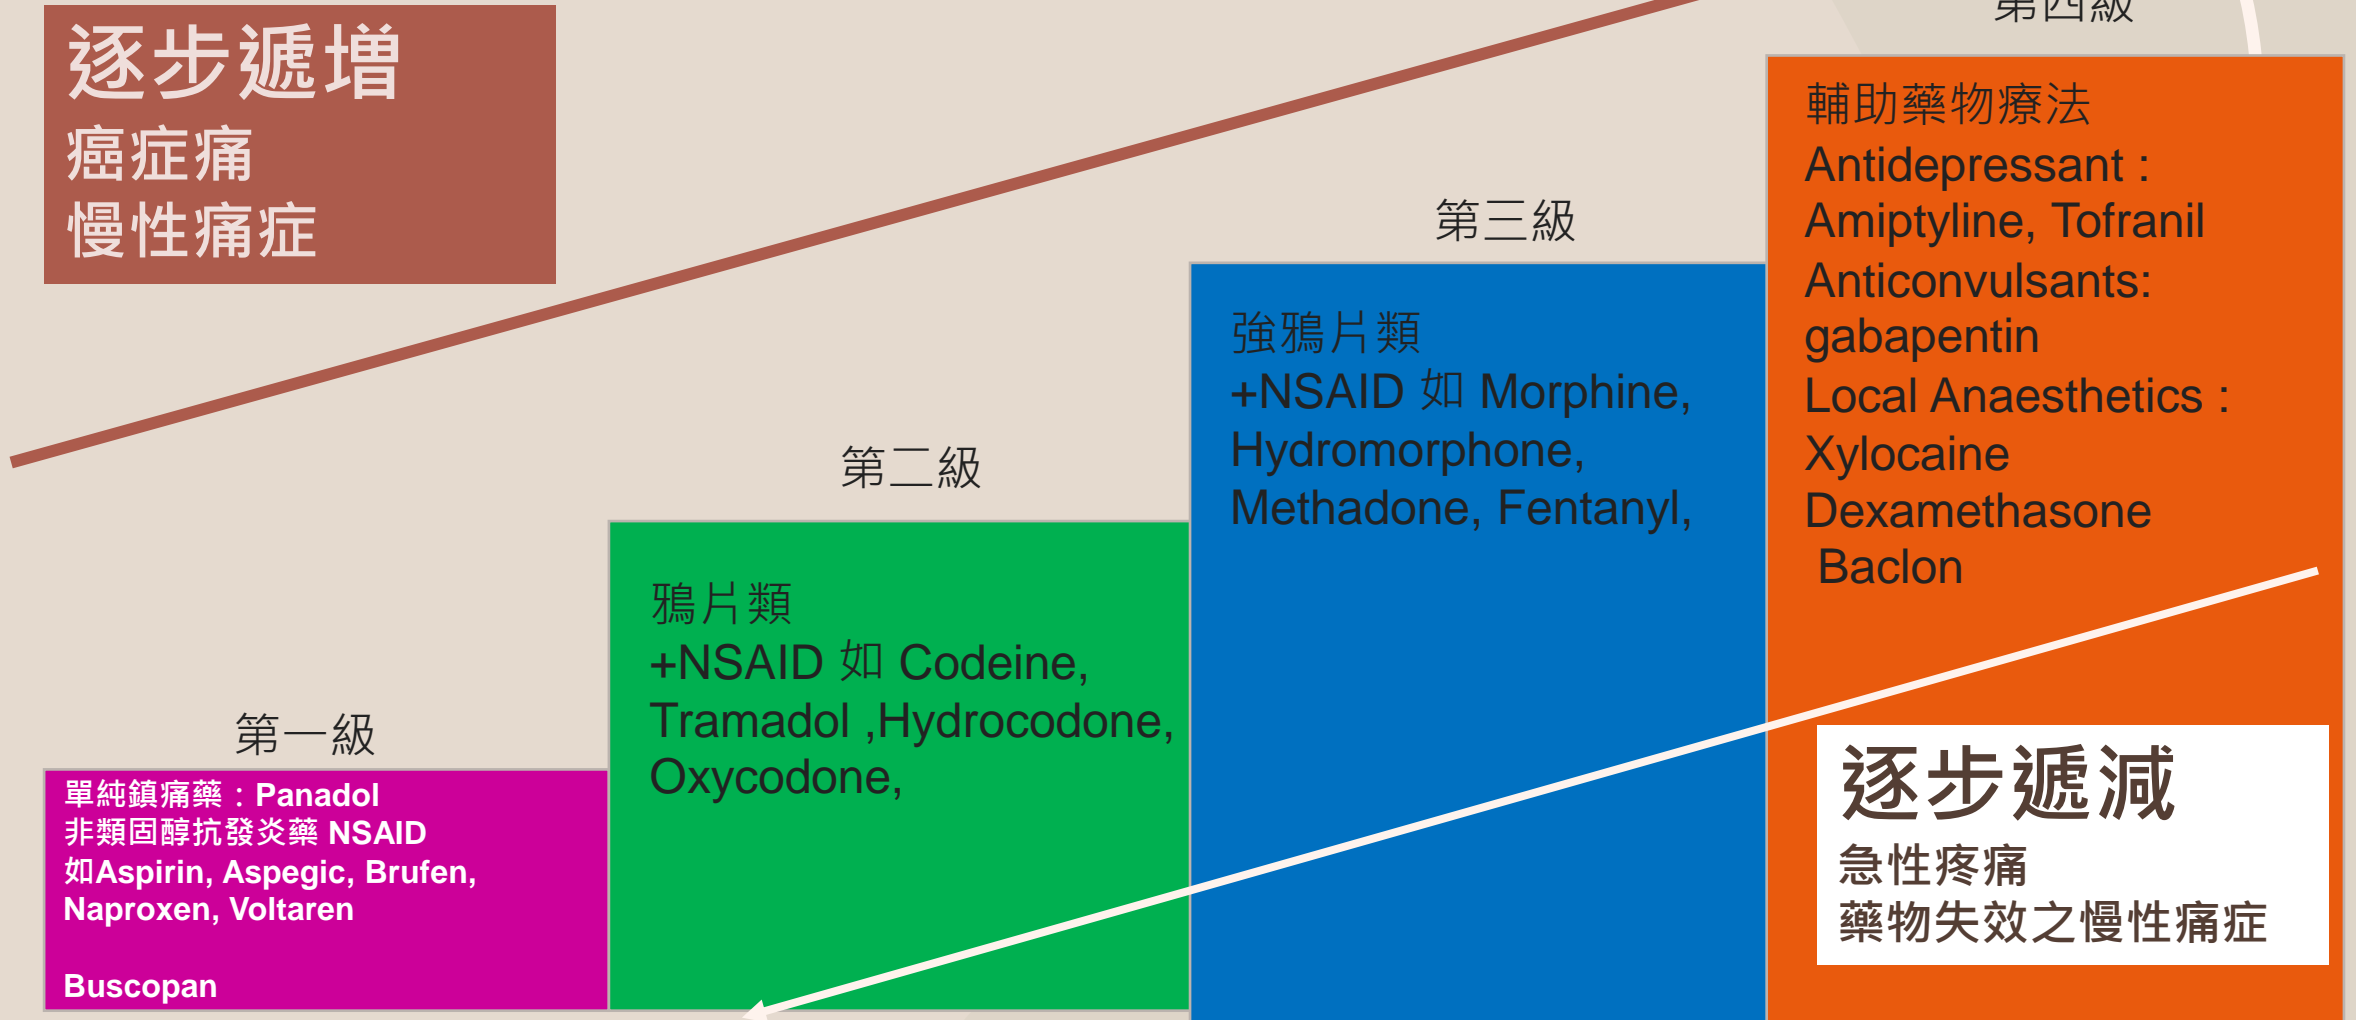 逐步遞增
癌症痛
慢性痛症
第一級
單純鎮痛藥：Panadol
非類固醇抗發炎藥 NSAID
如Aspirin, Aspegic, Brufen,
Naproxen, Voltaren
Buscopan
第二級
鴉片類
+NSAID 如 Codeine,
Tramadol ,Hydrocodone,
Oxycodone,
第三級
強鴉片類
+NSAID 如 Morphine,
Hydromorphone,
Methadone, Fentanyl,
第四級
輔助藥物療法
Antidepressant :
Amiptyline, Tofranil
Anticonvulsants:
gabapentin
Local Anaesthetics :
Xylocaine
Dexamethasone
Baclon
逐步遞減
急性疼痛
藥物失效之慢性痛症